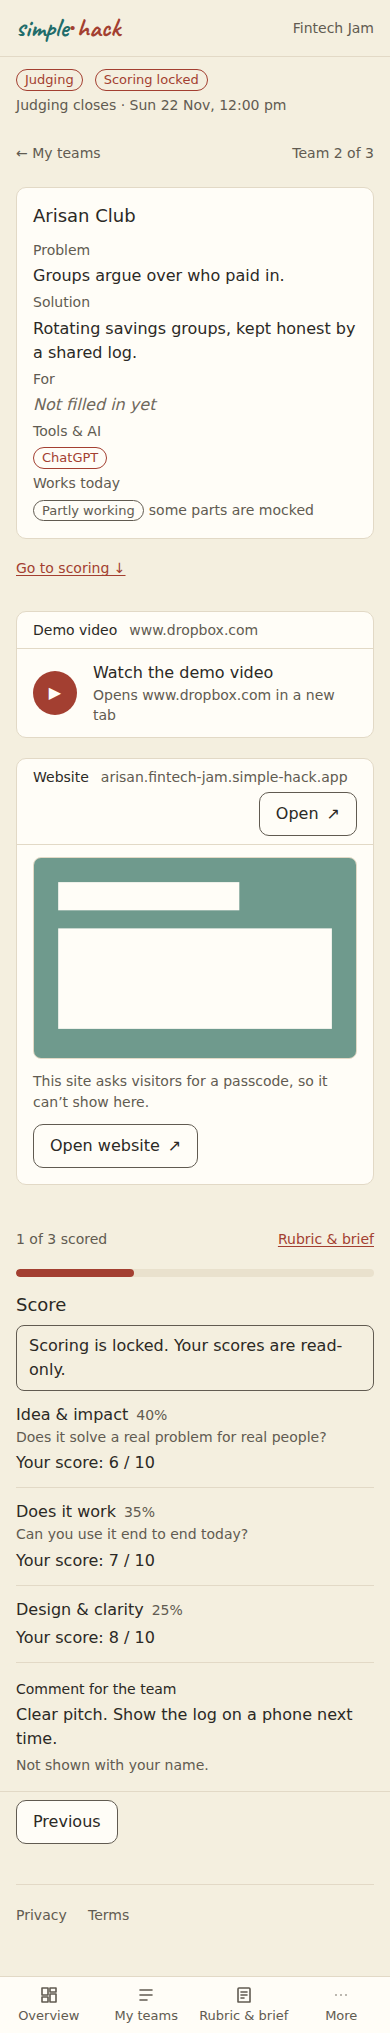 simple•hack
Fintech Jam
Judging
Scoring locked
Judging closes · Sun 22 Nov, 12:00 pm
← My teams
Team 2 of 3
Arisan Club
Problem
Groups argue over who paid in.
Solution
Rotating savings groups, kept honest by
a shared log.
For
Not filled in yet
Tools & AI
ChatGPT
Works today
Partly working some parts are mocked
Go to scoring ↓
Demo video www.dropbox.com
Watch the demo video
Opens www.dropbox.com in a new
tab
Website arisan.fintech-jam.simple-hack.app
Open ↗
This site asks visitors for a passcode, so it
can’t show here.
Open website ↗
1 of 3 scored
Rubric & brief
Score
Scoring is locked. Your scores are read-
only.
Idea & impact 40%
Does it solve a real problem for real people?
Your score: 6 / 10
Does it work 35%
Can you use it end to end today?
Your score: 7 / 10
Design & clarity 25%
Your score: 8 / 10
Comment for the team
Clear pitch. Show the log on a phone next
time.
Not shown with your name.
Previous
Privacy
Terms
Overview
My teams
Rubric & brief
More